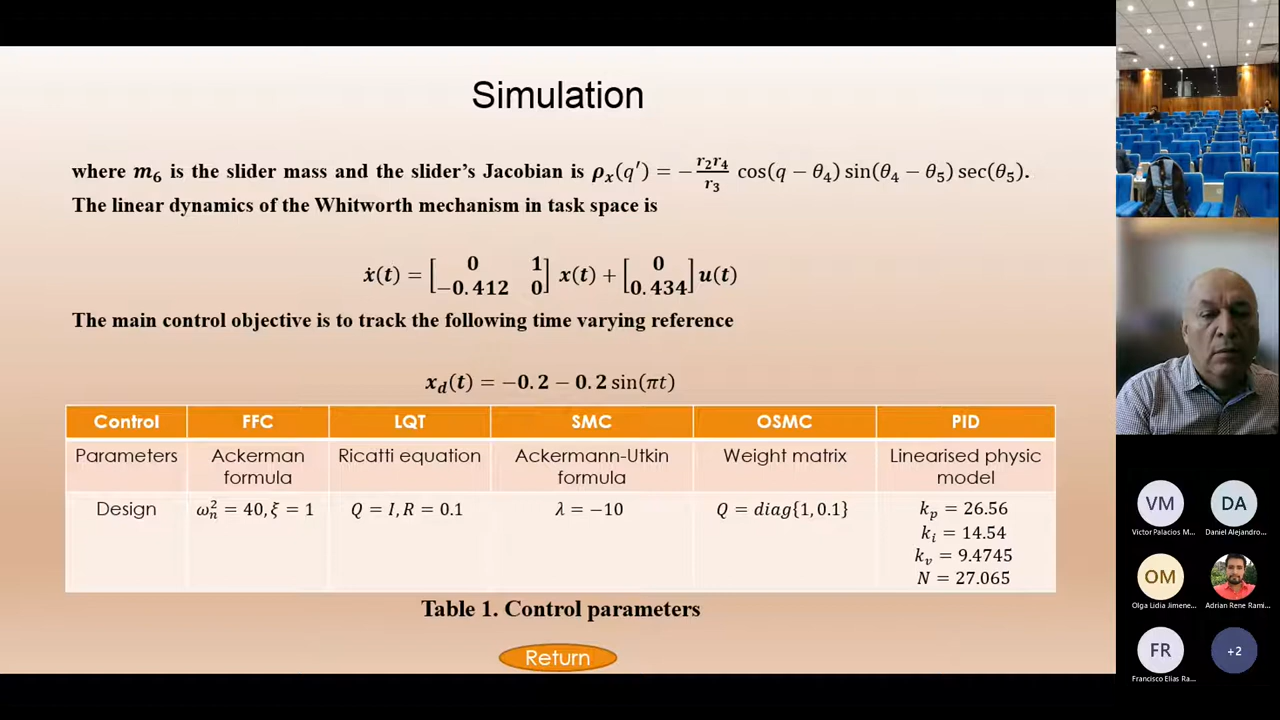 Simulation
where m₆ is the slider mass and the slider's Jacobian is ρₓ(q′) = − r₂r₄/r₃ cos(q − θ₄) sin(θ₄ − θ₅) sec(θ₅).
The linear dynamics of the Whitworth mechanism in task space is
ẋ(t) = [0 1; −0.412 0] x(t) + [0; 0.434] u(t)
The main control objective is to track the following time varying reference
x_d(t) = −0.2 − 0.2 sin(πt)
Control FFC LQT SMC OSMC PID
Parameters Ackerman formula Ricatti equation Ackermann-Utkin formula Weight matrix Linearised physic model
Design ωₙ² = 40, ξ = 1 Q = I, R = 0.1 λ = −10 Q = diag{1, 0.1} k_p = 26.56
k_i = 14.54
k_v = 9.4745
N = 27.065
Table 1. Control parameters
Return
VM DA
Victor Palacios M... Daniel Alejandro...
OM
Olga Lidia Jimene... Adrian Rene Rami...
FR +2
Francisco Elias Ra...